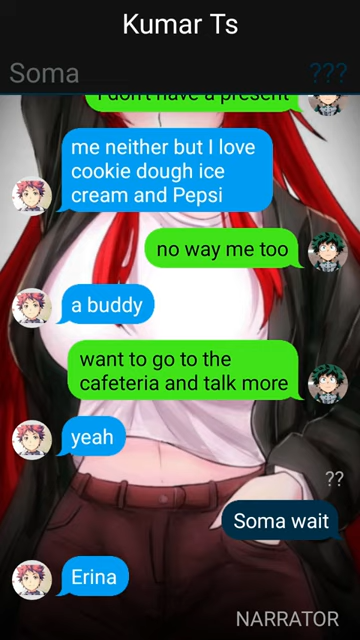 Kumar Ts
Soma
???
I don't have a present
me neither but I love
cookie dough ice
cream and Pepsi
no way me too
a buddy
want to go to the
cafeteria and talk more
yeah
??
Soma wait
Erina
NARRATOR